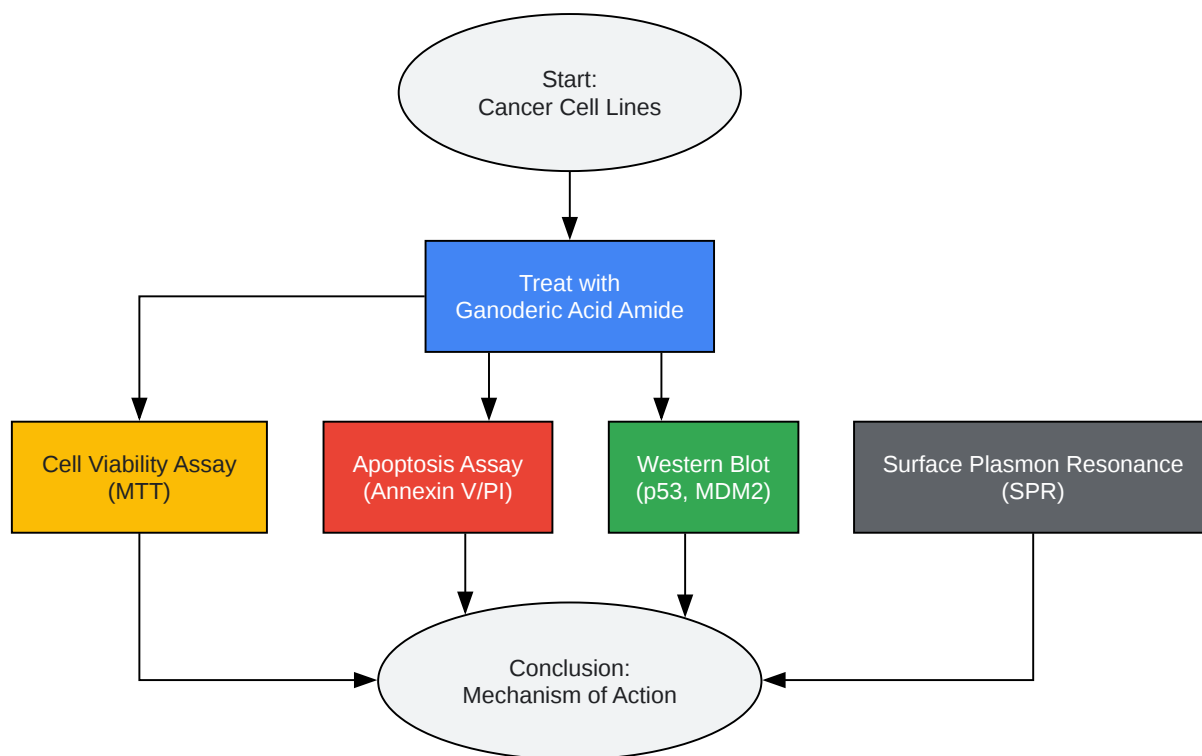 Start:
Cancer Cell Lines
Treat with
Ganoderic Acid Amide
Cell Viability Assay
(MTT)
Apoptosis Assay
(Annexin V/PI)
Western Blot
(p53, MDM2)
Surface Plasmon Resonance
(SPR)
Conclusion:
Mechanism of Action